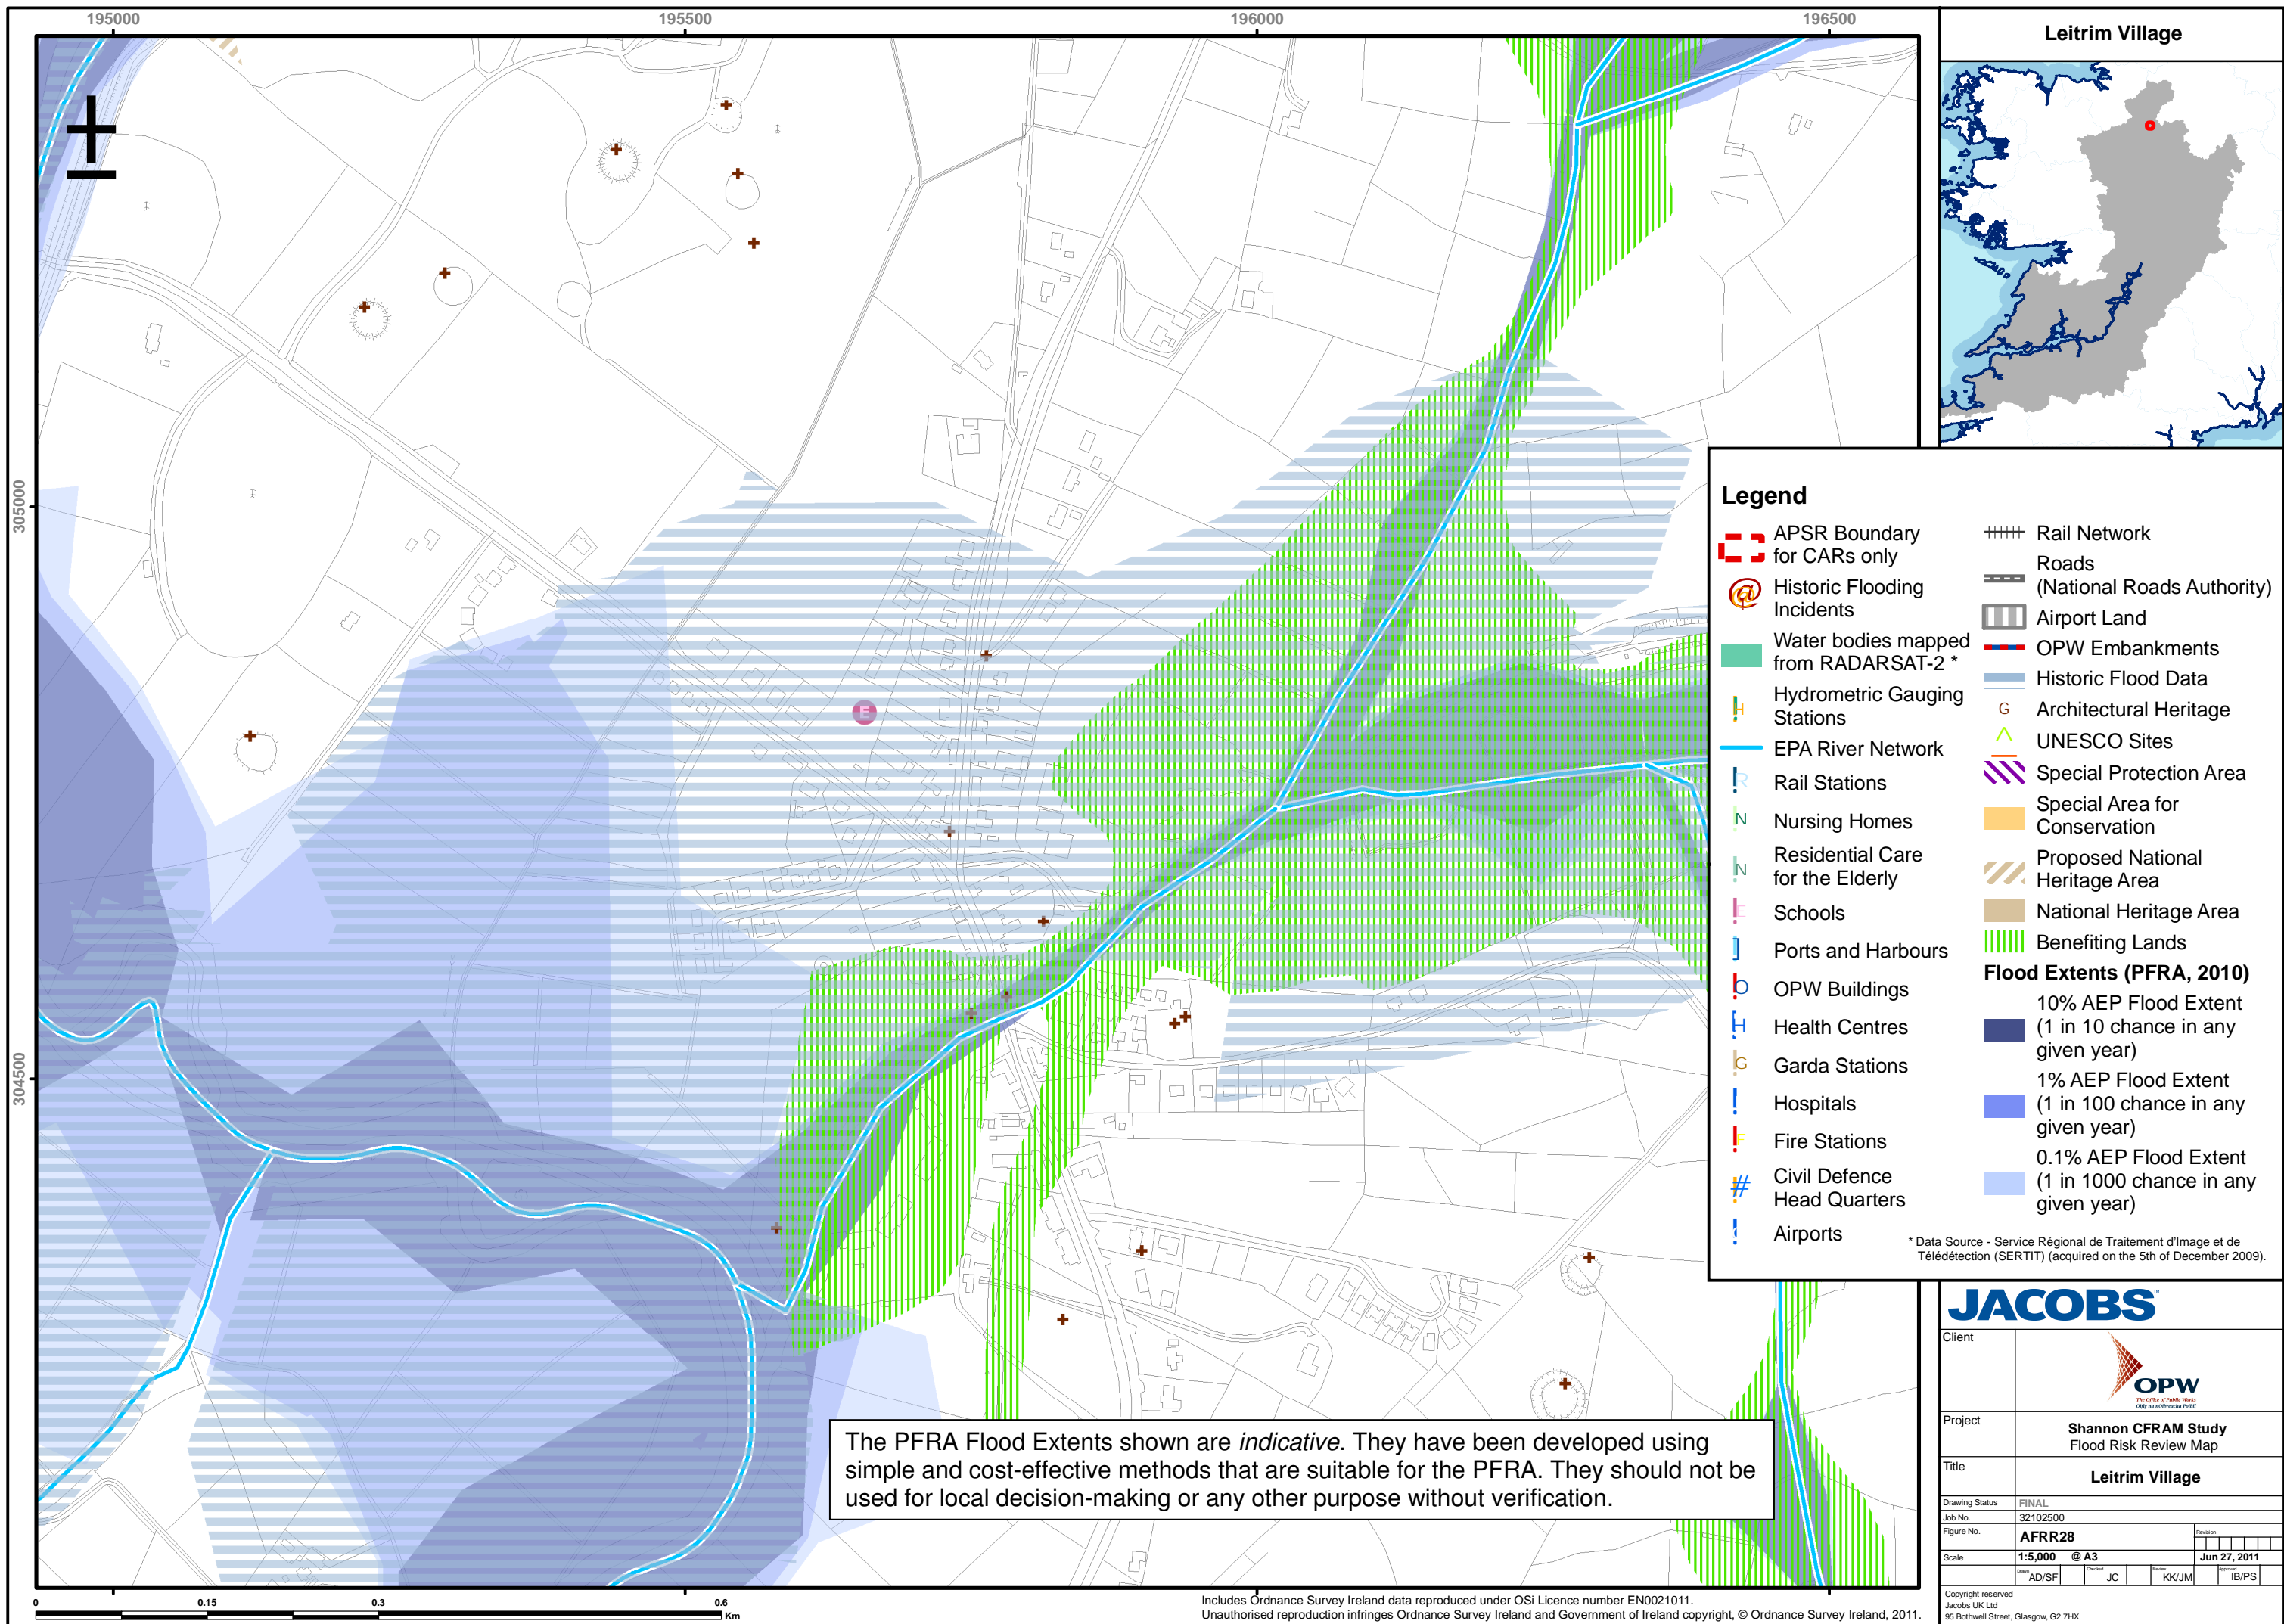 195000
195500
196000
196500
305000
304500
E
Leitrim Village
Legend
APSR Boundary
for CARs only
Historic Flooding
Incidents
Water bodies mapped
from RADARSAT-2 *
Hydrometric Gauging
Stations
EPA River Network
Rail Stations
Nursing Homes
Residential Care
for the Elderly
Schools
Ports and Harbours
OPW Buildings
Health Centres
Garda Stations
Hospitals
Fire Stations
Civil Defence
Head Quarters
Airports
Rail Network
Roads
(National Roads Authority)
Airport Land
OPW Embankments
Historic Flood Data
G Architectural Heritage
UNESCO Sites
Special Protection Area
Special Area for
Conservation
Proposed National
Heritage Area
National Heritage Area
Benefiting Lands
Flood Extents (PFRA, 2010)
10% AEP Flood Extent
(1 in 10 chance in any
given year)
1% AEP Flood Extent
(1 in 100 chance in any
given year)
0.1% AEP Flood Extent
(1 in 1000 chance in any
given year)
* Data Source - Service Régional de Traitement d'Image et de
Télédétection (SERTIT) (acquired on the 5th of December 2009).
The PFRA Flood Extents shown are indicative. They have been developed using
simple and cost-effective methods that are suitable for the PFRA. They should not be
used for local decision-making or any other purpose without verification.
JACOBS
Client
OPW
The Office of Public Works
Oifig na nOibreacha Poiblí
Project
Shannon CFRAM Study
Flood Risk Review Map
Title
Leitrim Village
Drawing Status FINAL
Job No. 32102500
Figure No. AFRR28 Revision
Scale 1:5,000 @ A3 Jun 27, 2011
Drawn AD/SF Checked JC Review KK/JM Approved IB/PS
Copyright reserved
Jacobs UK Ltd
95 Bothwell Street, Glasgow, G2 7HX
0 0.15 0.3 0.6
Km
Includes Ordnance Survey Ireland data reproduced under OSi Licence number EN0021011.
Unauthorised reproduction infringes Ordnance Survey Ireland and Government of Ireland copyright, © Ordnance Survey Ireland, 2011.